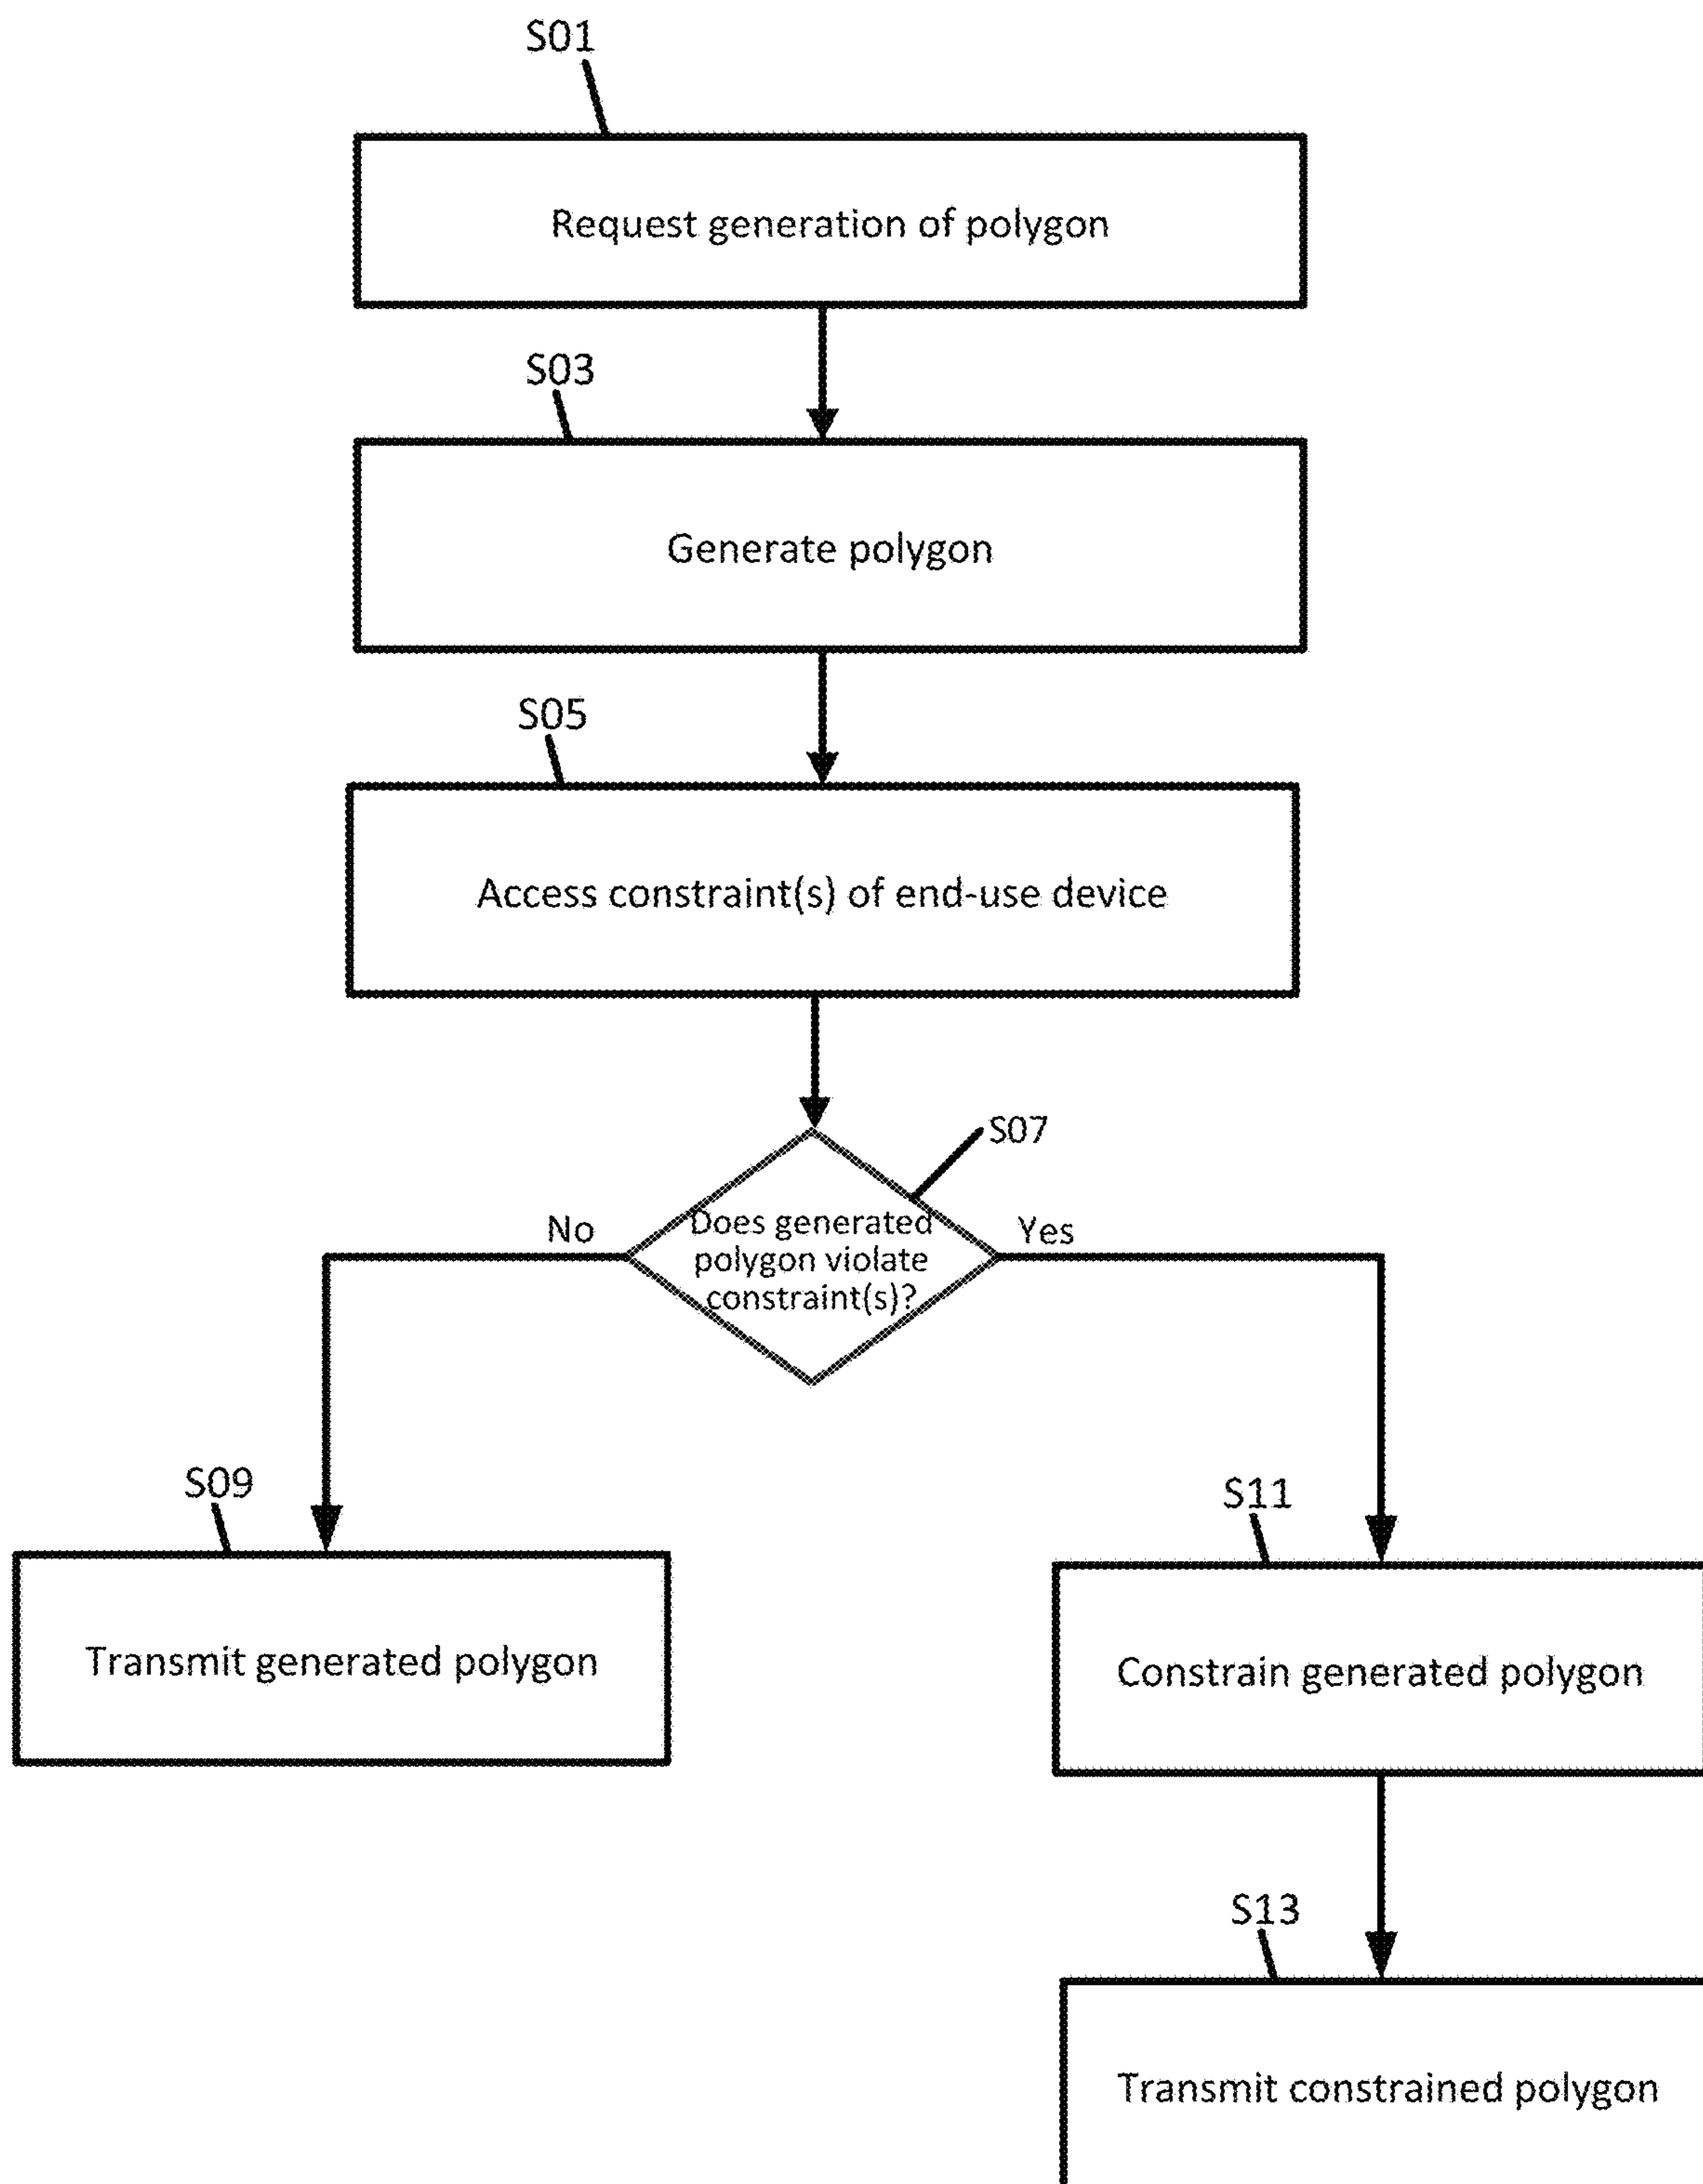 S01
Request generation of polygon
S03
Generate polygon
S05
Access constraint(s) of end-use device
S07
Does generated
polygon violate
constraint(s)?
No
Yes
S09
Transmit generated polygon
S11
Constrain generated polygon
S13
Transmit constrained polygon